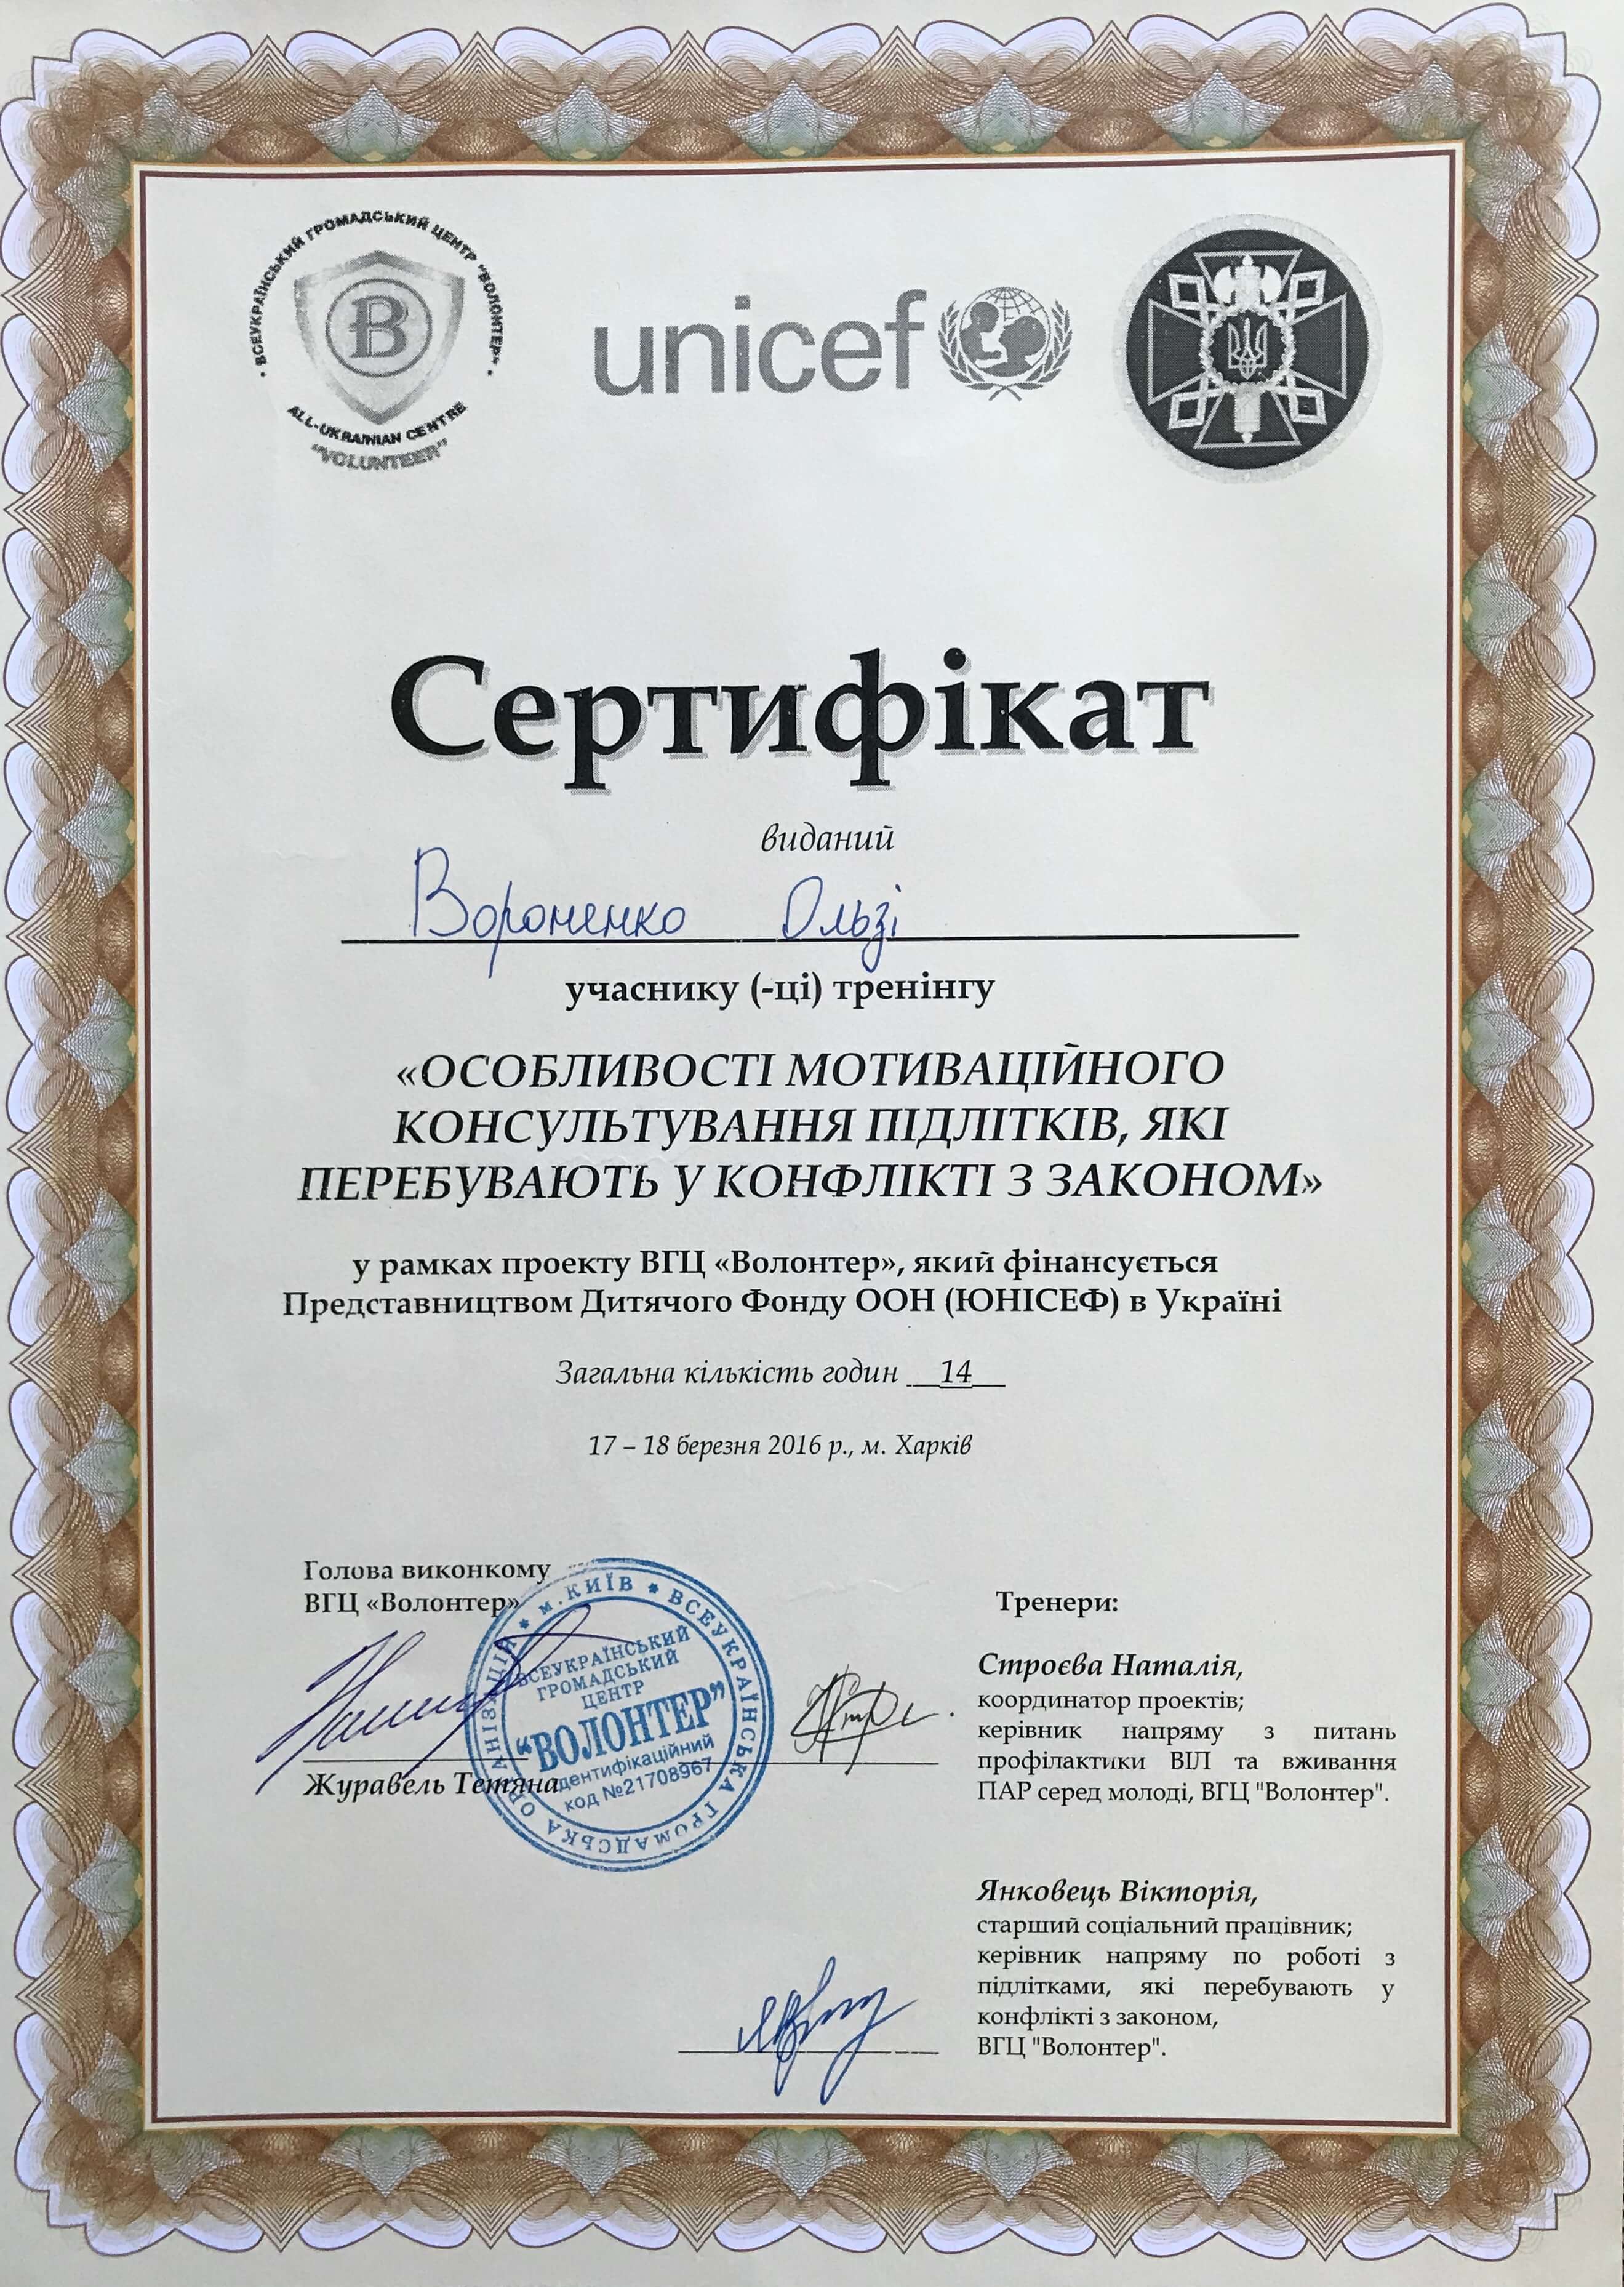 ВСЕУКРАЇНСЬКИЙ ГРОМАДСЬКИЙ ЦЕНТР "ВОЛОНТЕР"
В
ALL-UKRAINIAN CENTRE
"VOLUNTEER"
unicef
Сертифікат
виданий
Вороненко Ользі
учаснику (-ці) тренінгу
«ОСОБЛИВОСТІ МОТИВАЦІЙНОГО
КОНСУЛЬТУВАННЯ ПІДЛІТКІВ, ЯКІ
ПЕРЕБУВАЮТЬ У КОНФЛІКТІ З ЗАКОНОМ»
у рамках проекту ВГЦ «Волонтер», який фінансується
Представництвом Дитячого Фонду ООН (ЮНІСЕФ) в Україні
Загальна кількість годин __14__
17 – 18 березня 2016 р., м. Харків
Голова виконкому
ВГЦ «Волонтер»
Журавель Тетяна
м. КИЇВ * ВСЕУКРАЇНСЬКА ГРОМАДСЬКА ОРГАНІЗАЦІЯ *
ВСЕУКРАЇНСЬКИЙ
ГРОМАДСЬКИЙ
ЦЕНТР
"ВОЛОНТЕР"
ідентифікаційний
код №21708967
Тренери:
Строєва Наталія,
координатор проектів;
керівник напряму з питань
профілактики ВІЛ та вживання
ПАР серед молоді, ВГЦ "Волонтер".
Янковець Вікторія,
старший соціальний працівник;
керівник напряму по роботі з
підлітками, які перебувають у
конфлікті з законом,
ВГЦ "Волонтер".